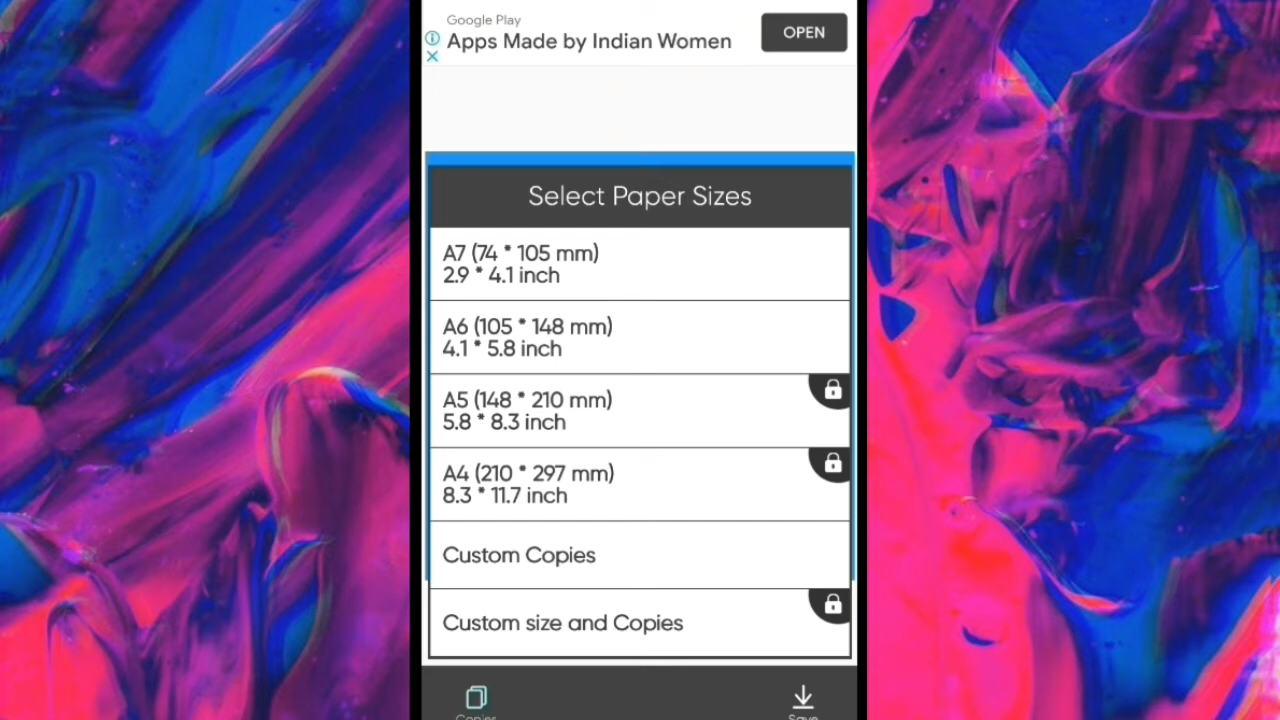 Google Play
Apps Made by Indian Women
OPEN
Select Paper Sizes
A7 (74 * 105 mm)
2.9 * 4.1 inch
A6 (105 * 148 mm)
4.1 * 5.8 inch
A5 (148 * 210 mm)
5.8 * 8.3 inch
A4 (210 * 297 mm)
8.3 * 11.7 inch
Custom Copies
Custom size and Copies
Copies
Save